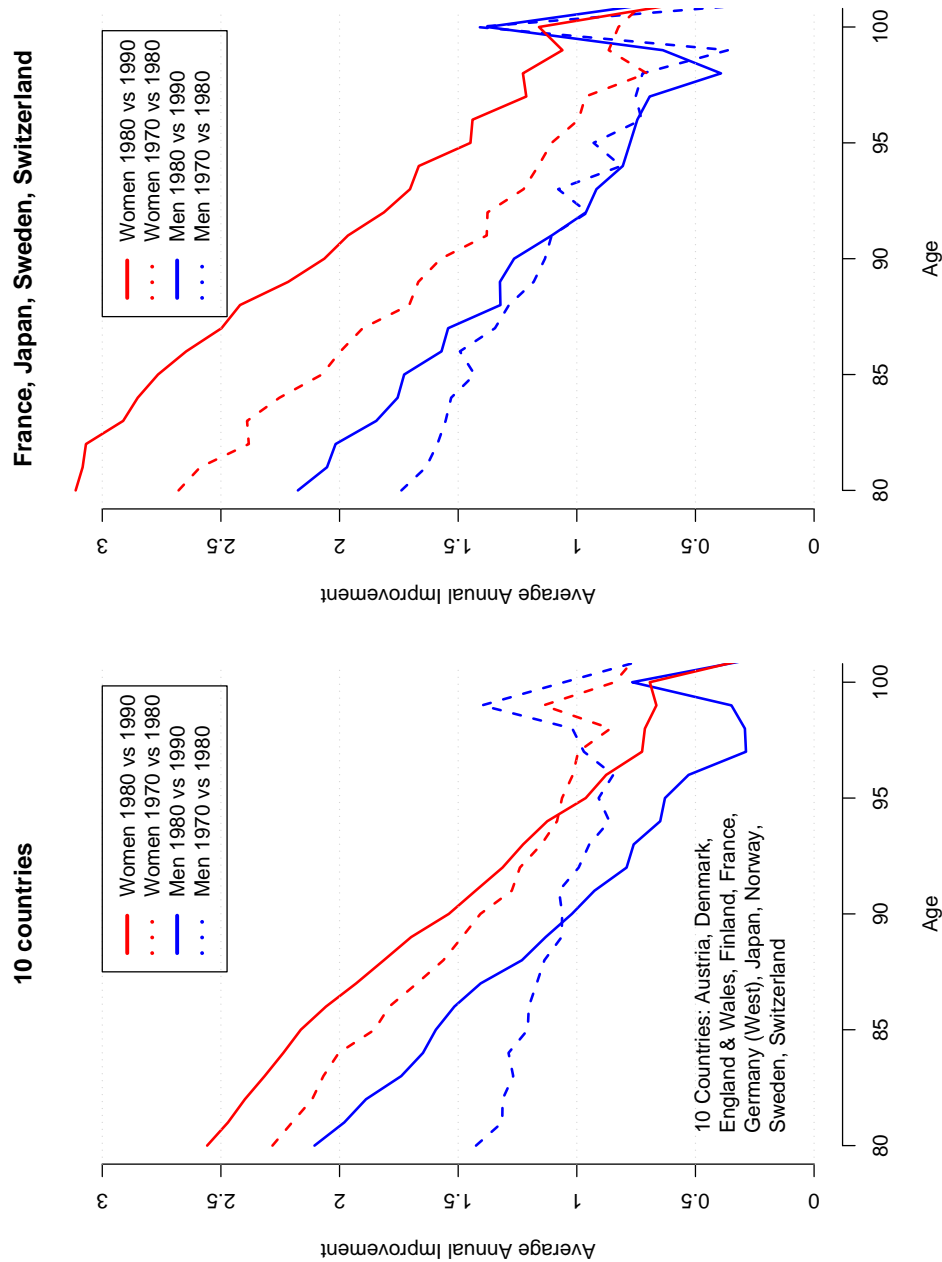 10 countries
Average Annual Improvement
3
2.5
2
1.5
1
0.5
0
Women 1980 vs 1990
Women 1970 vs 1980
Men 1980 vs 1990
Men 1970 vs 1980
10 Countries: Austria, Denmark,
England & Wales, Finland, France,
Germany (West), Japan, Norway,
Sweden, Switzerland
80
85
90
95
100
Age
France, Japan, Sweden, Switzerland
Average Annual Improvement
3
2.5
2
1.5
1
0.5
0
Women 1980 vs 1990
Women 1970 vs 1980
Men 1980 vs 1990
Men 1970 vs 1980
80
85
90
95
100
Age